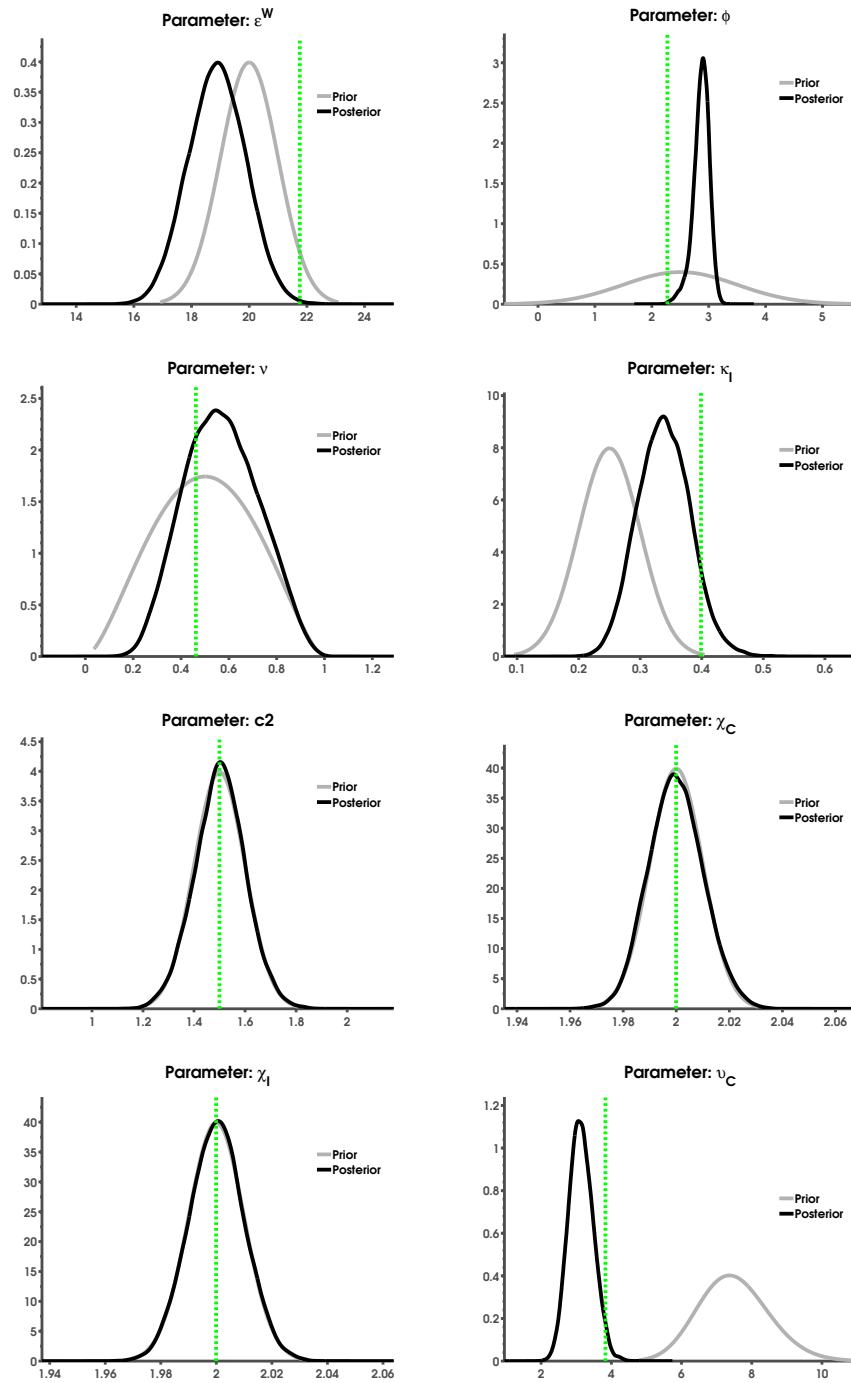 Parameter: ε^W
0.4
0.35
0.3
0.25
0.2
0.15
0.1
0.05
0
14 16 18 20 22 24
Prior
Posterior
Parameter: ϕ
3
2.5
2
1.5
1
0.5
0
0 1 2 3 4 5
Prior
Posterior
Parameter: ν
2.5
2
1.5
1
0.5
0
0 0.2 0.4 0.6 0.8 1 1.2
Prior
Posterior
Parameter: κ_I
10
8
6
4
2
0
0.1 0.2 0.3 0.4 0.5 0.6
Prior
Posterior
Parameter: c2
4.5
4
3.5
3
2.5
2
1.5
1
0.5
0
1 1.2 1.4 1.6 1.8 2
Prior
Posterior
Parameter: χ_C
40
35
30
25
20
15
10
5
0
1.94 1.96 1.98 2 2.02 2.04 2.06
Prior
Posterior
Parameter: χ_I
40
35
30
25
20
15
10
5
0
1.94 1.96 1.98 2 2.02 2.04 2.06
Prior
Posterior
Parameter: υ_C
1.2
1
0.8
0.6
0.4
0.2
0
2 4 6 8 10
Prior
Posterior